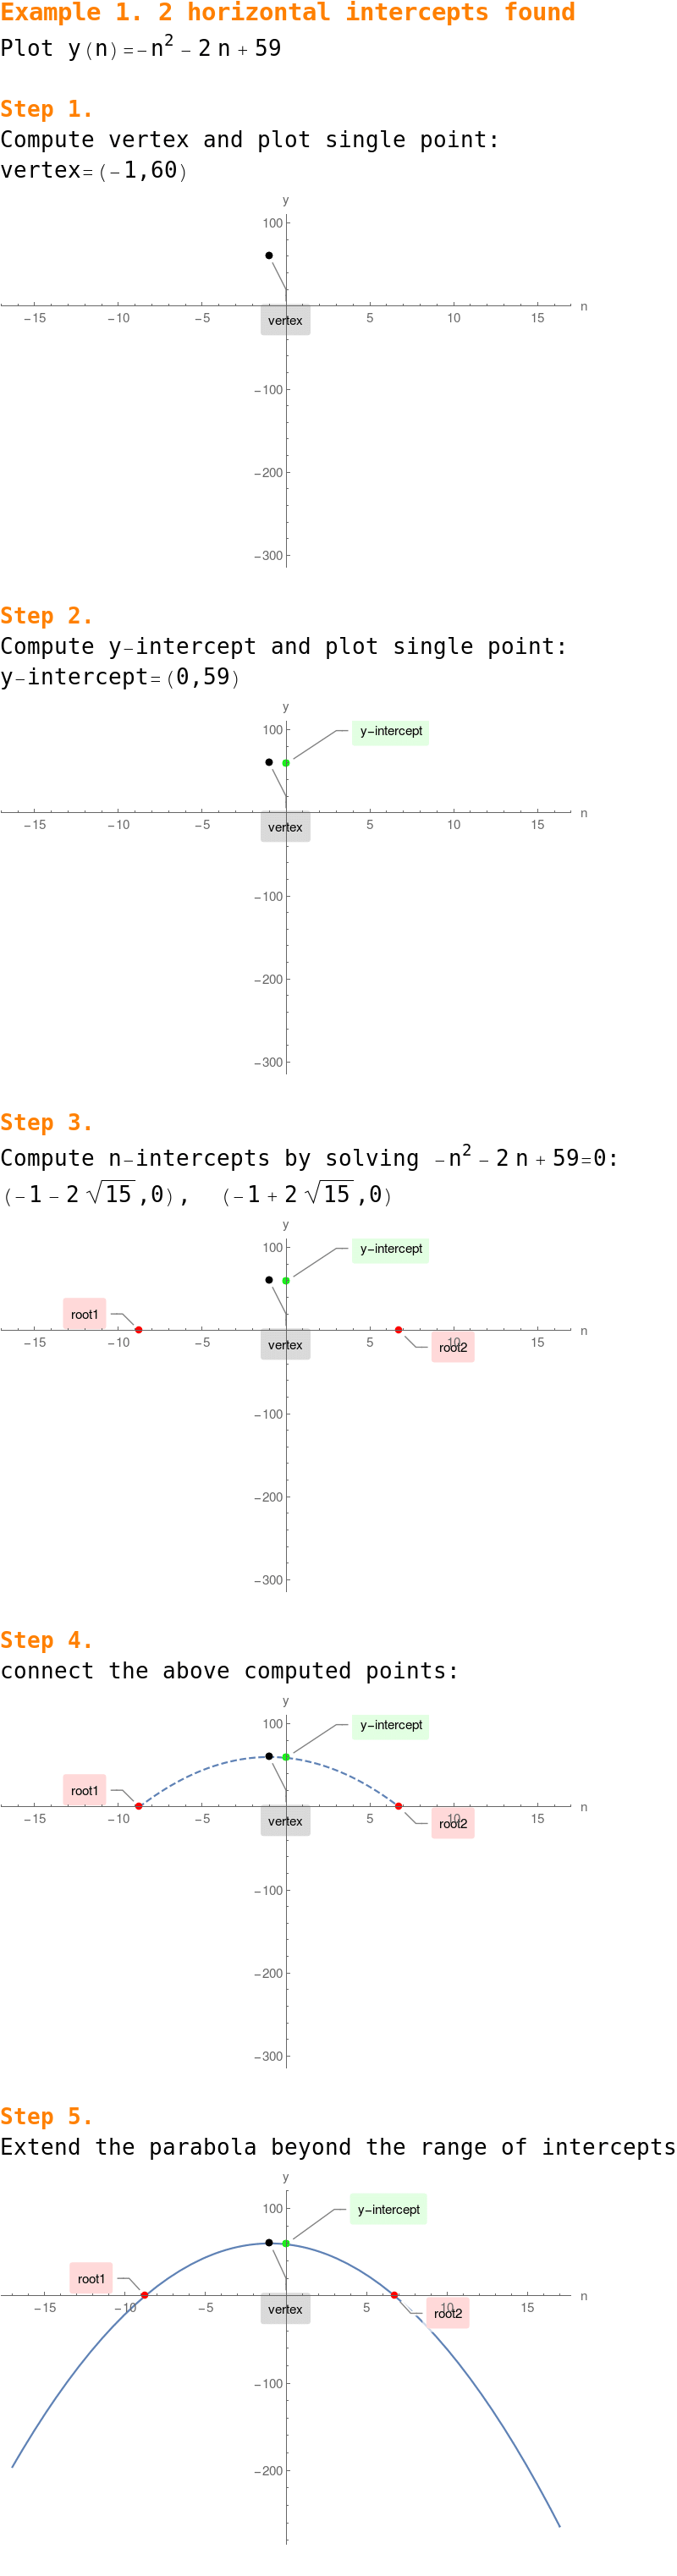 Example 1. 2 horizontal intercepts found
Plot y(n)=-n²-2n+59
Step 1.
Compute vertex and plot single point:
vertex=(-1,60)
y
100
n
-15 -5 5 10 15
vertex
-100
-200
-300
Step 2.
Compute y-intercept and plot single point:
y-intercept=(0,59)
y
100 y-intercept
n
-15 -10 -5 5 10 15
vertex
-100
-200
-300
Step 3.
Compute n-intercepts by solving -n²-2n+59=0:
(-1-2√15,0), (-1+2√15,0)
y
100 y-intercept
root1
n
-15 -10 -5 5 10 15
vertex root2
-100
-200
-300
Step 4.
connect the above computed points:
y
100 y-intercept
root1
n
-15 -10 -5 5 10 15
vertex root2
-100
-200
-300
Step 5.
Extend the parabola beyond the range of intercepts
y
100 y-intercept
root1
n
-15 -10 -5 5 10 15
vertex root2
-100
-200